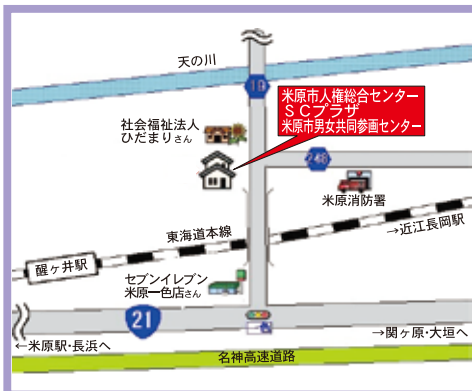 天の川
19
米原市人権総合センター
SCプラザ
米原市男女共同参画センター
社会福祉法人
ひだまりさん
248
米原消防署
東海道本線
→近江長岡駅
醒ヶ井駅
セブンイレブン
米原一色店さん
21
一色
←米原駅・長浜へ
→関ヶ原・大垣へ
名神高速道路